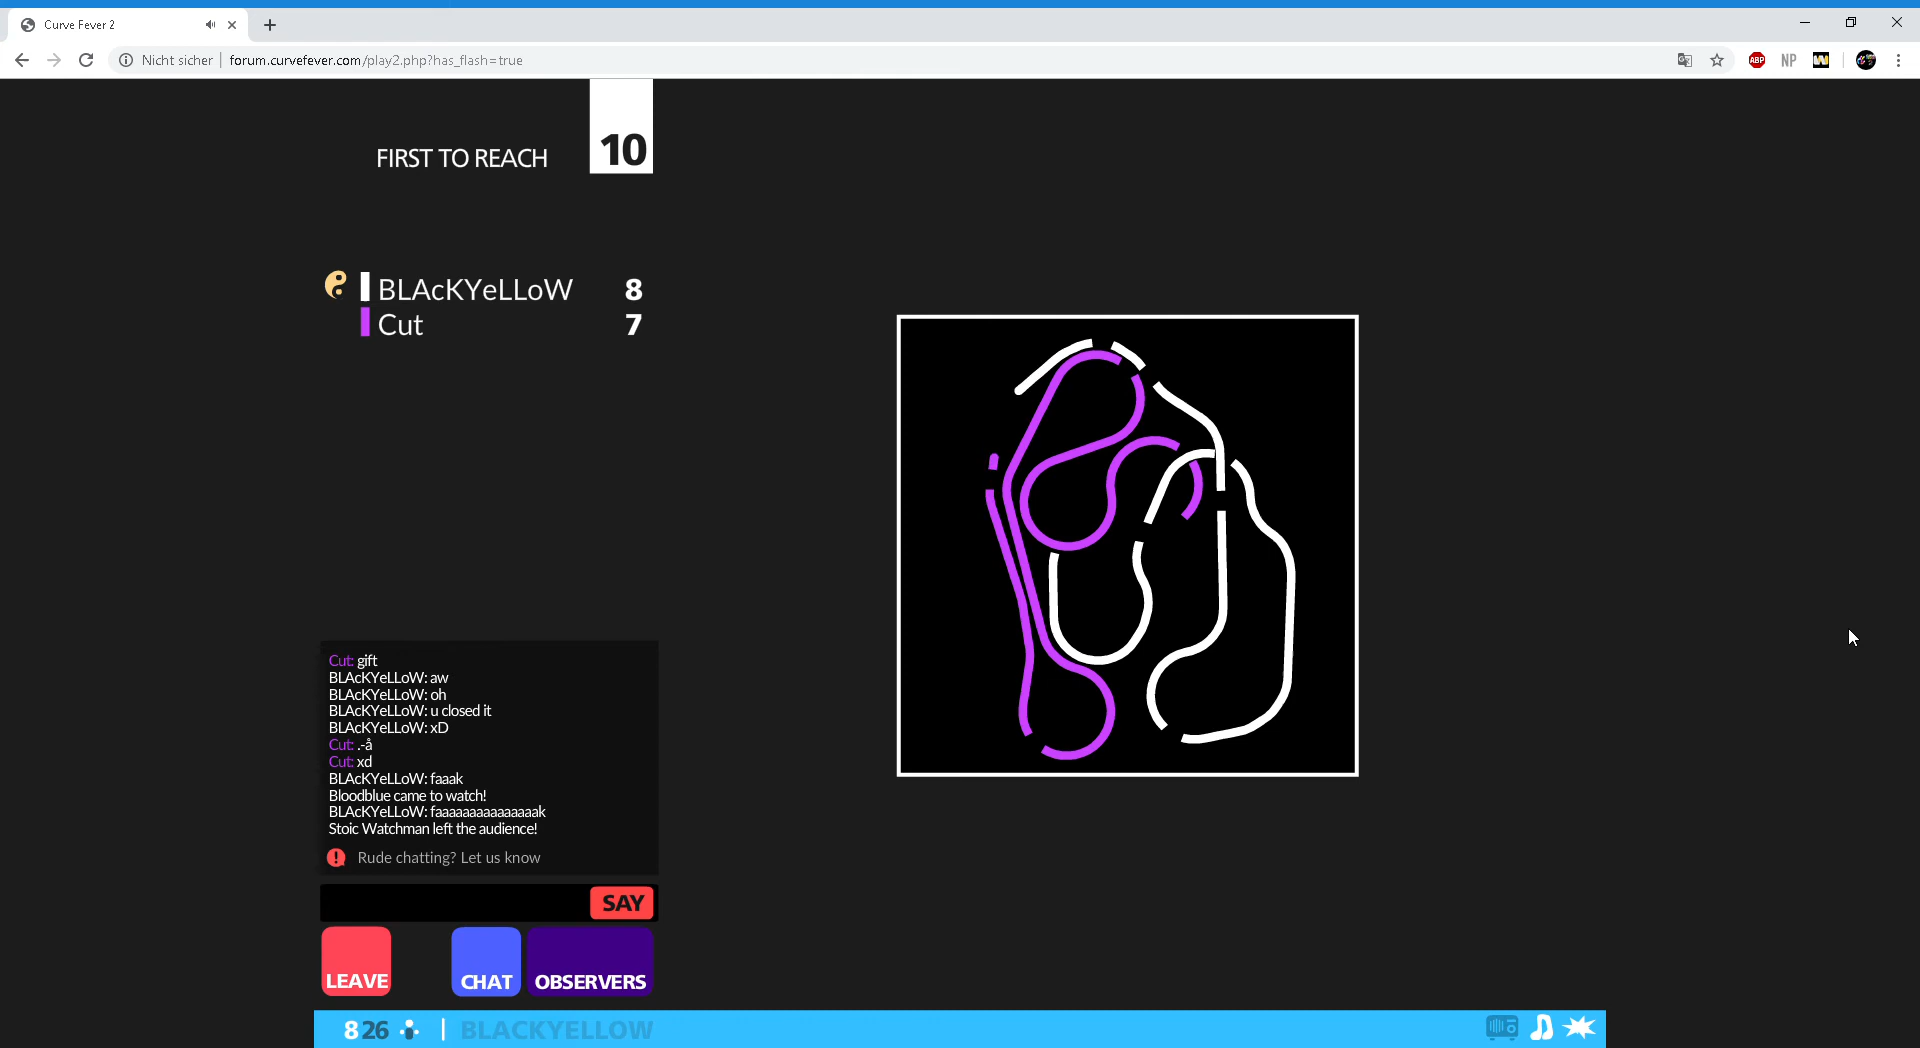 Curve Fever 2
Nicht sicher
forum.curvefever.com/play2.php?has_flash=true
ABP
NP
W
FIRST TO REACH 10
BLAcKYeLLoW 8
Cut 7
Cut: gift
BLAcKYeLLoW: aw
BLAcKYeLLoW: oh
BLAcKYeLLoW: u closed it
BLAcKYeLLoW: xD
Cut: .-å
Cut: xd
BLAcKYeLLoW: faaak
Bloodblue came to watch!
BLAcKYeLLoW: faaaaaaaaaaaaaaak
Stoic Watchman left the audience!
Rude chatting? Let us know
SAY
LEAVE
CHAT
OBSERVERS
826
BLACKYELLOW